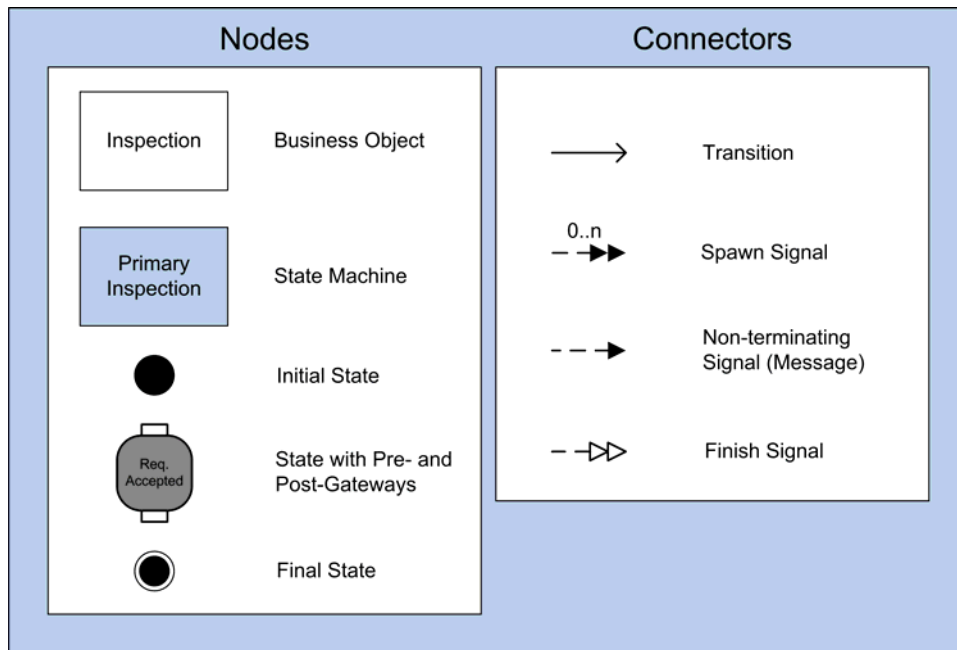 Nodes
Inspection
Business Object
Primary
Inspection
State Machine
Initial State
Req.
Accepted
State with Pre- and
Post-Gateways
Final State
Connectors
Transition
0..n
Spawn Signal
Non-terminating
Signal (Message)
Finish Signal